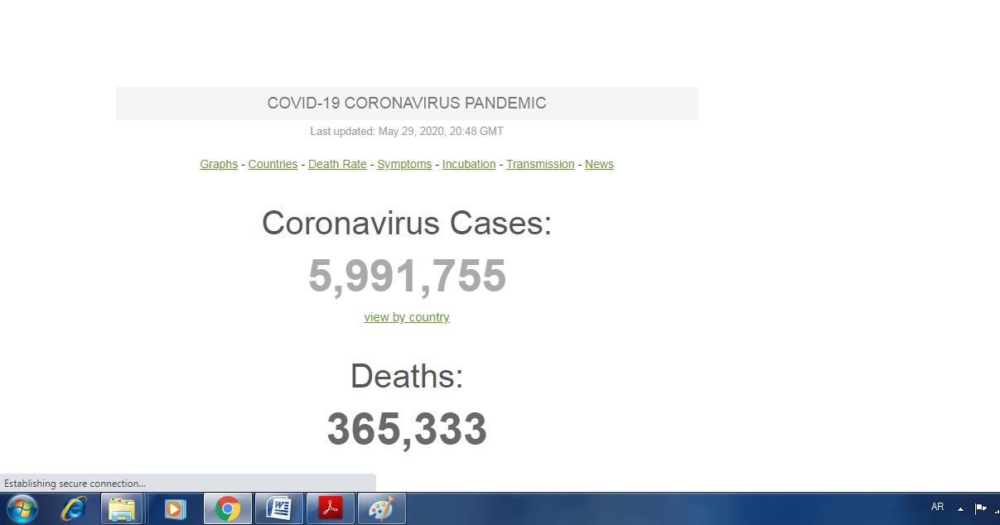 COVID-19 CORONAVIRUS PANDEMIC
Last updated: May 29, 2020, 20:48 GMT
Graphs - Countries - Death Rate - Symptoms - Incubation - Transmission - News
Coronavirus Cases:
5,991,755
view by country
Deaths:
365,333
Establishing secure connection...
AR